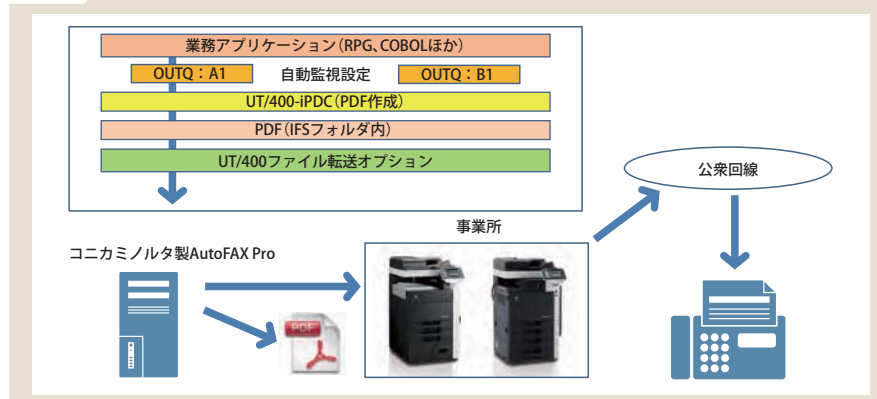 業務アプリケーション（RPG、COBOLほか）
OUTQ：A1
自動監視設定
OUTQ：B1
UT/400-iPDC（PDF作成）
PDF（IFSフォルダ内）
UT/400ファイル転送オプション
公衆回線
事業所
コニカミノルタ製AutoFAX Pro
PDF